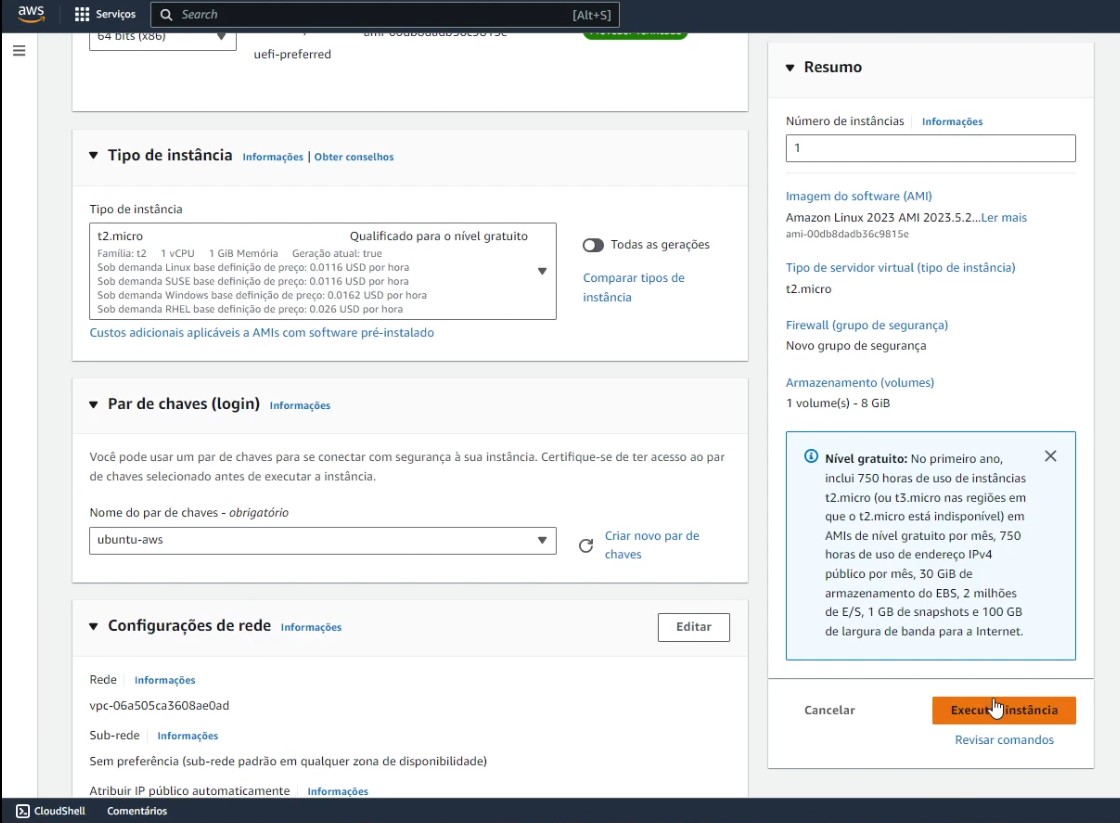 aws
Serviços
Search
[Alt+S]
64 bits (x86)
uefi-preferred
Tipo de instância
Informações | Obter conselhos
Tipo de instância
t2.micro
Qualificado para o nível gratuito
Família: t2 1 vCPU 1 GiB Memória Geração atual: true
Sob demanda Linux base definição de preço: 0.0116 USD por hora
Sob demanda SUSE base definição de preço: 0.0116 USD por hora
Sob demanda Windows base definição de preço: 0.0162 USD por hora
Sob demanda RHEL base definição de preço: 0.026 USD por hora
Todas as gerações
Comparar tipos de
instância
Custos adicionais aplicáveis a AMIs com software pré-instalado
Par de chaves (login)
Informações
Você pode usar um par de chaves para se conectar com segurança à sua instância. Certifique-se de ter acesso ao par
de chaves selecionado antes de executar a instância.
Nome do par de chaves - obrigatório
ubuntu-aws
Criar novo par de
chaves
Configurações de rede
Informações
Editar
Rede
Informações
vpc-06a505ca3608ae0ad
Sub-rede
Informações
Sem preferência (sub-rede padrão em qualquer zona de disponibilidade)
Atribuir IP público automaticamente
Informações
Resumo
Número de instâncias
Informações
1
Imagem do software (AMI)
Amazon Linux 2023 AMI 2023.5.2...Ler mais
ami-00db8dadb36c9815e
Tipo de servidor virtual (tipo de instância)
t2.micro
Firewall (grupo de segurança)
Novo grupo de segurança
Armazenamento (volumes)
1 volume(s) - 8 GiB
Nível gratuito: No primeiro ano,
inclui 750 horas de uso de instâncias
t2.micro (ou t3.micro nas regiões em
que o t2.micro está indisponível) em
AMIs de nível gratuito por mês, 750
horas de uso de endereço IPv4
público por mês, 30 GiB de
armazenamento do EBS, 2 milhões
de E/S, 1 GB de snapshots e 100 GB
de largura de banda para a Internet.
Cancelar
Executar instância
Revisar comandos
CloudShell
Comentários